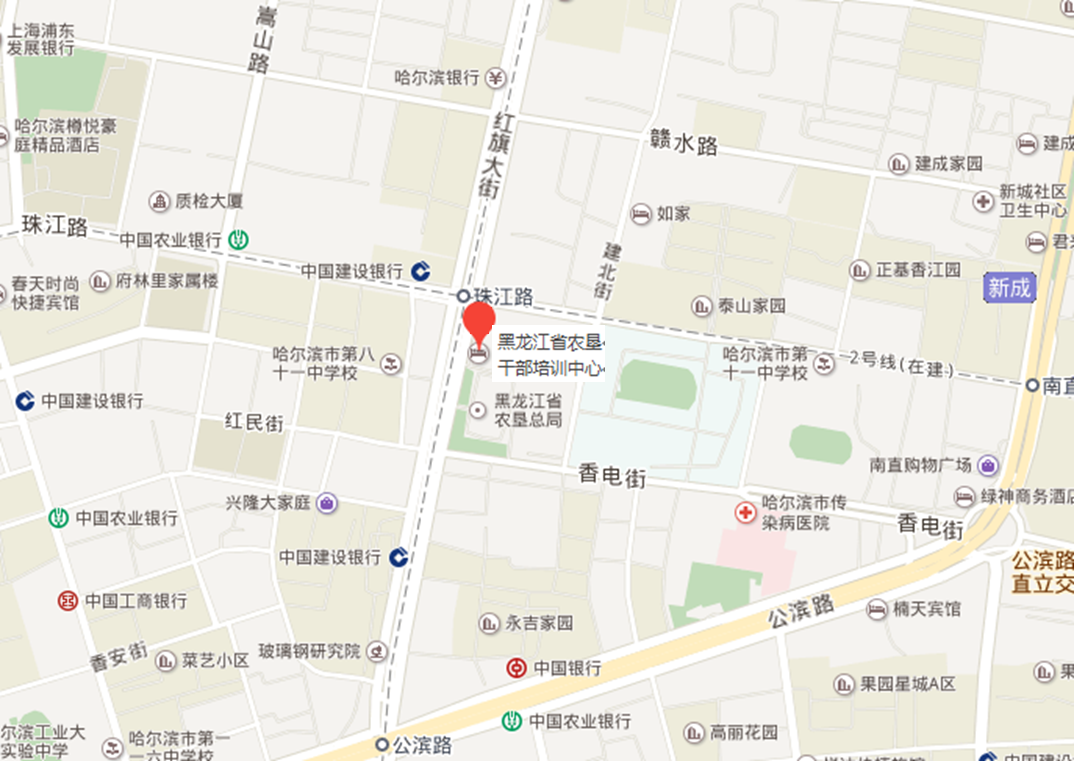 嵩山路
上海浦东
发展银行
哈尔滨银行
哈尔滨樽悦豪
庭精品酒店
红旗大街
赣水路
建成家园
新城社区
卫生中心
质检大厦
如家
珠江路
中国农业银行
建北街
中国建设银行
正基香江园
春天时尚
快捷宾馆
府林里家属楼
新成
珠江路
泰山家园
黑龙江省农垦
干部培训中心
哈尔滨市第八
十一中学校
哈尔滨市第
十一中学校
2号线(在建)
南直
中国建设银行
黑龙江省
农垦总局
红民街
香电街
南直购物广场
兴隆大家庭
绿神商务酒店
哈尔滨市传
染病医院
中国农业银行
香电街
中国建设银行
公滨路
直立交
中国工商银行
公滨路
楠天宾馆
永吉家园
香安街
菜艺小区
玻璃钢研究院
中国银行
果园星城A区
中国农业银行
高丽花园
尔滨工业大
实验中学
哈尔滨市第一
一六中学校
公滨路
中国建设